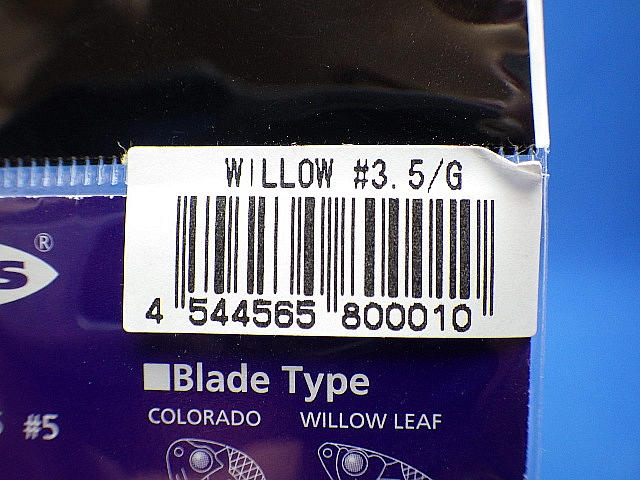 WILLOW #3.5/G
4 544565 800010
s®
#5
■Blade Type
COLORADO WILLOW LEAF